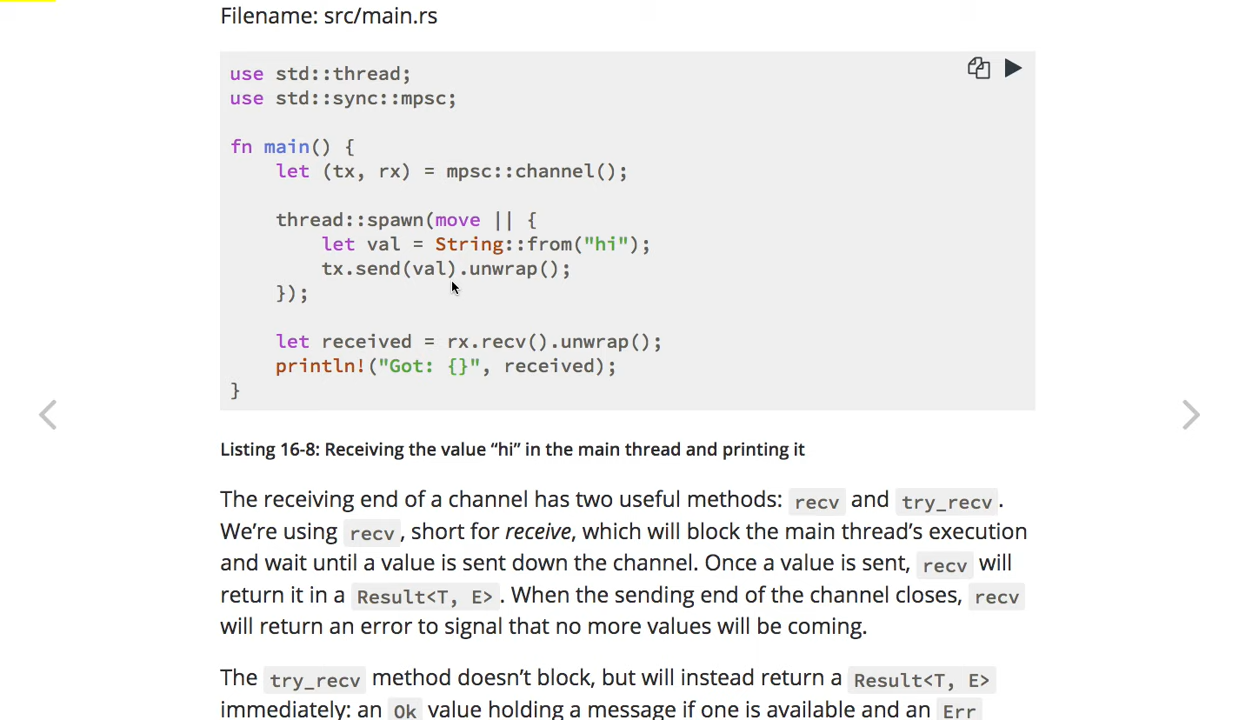 Filename: src/main.rs
use std::thread;
use std::sync::mpsc;
fn main() {
    let (tx, rx) = mpsc::channel();
    thread::spawn(move || {
        let val = String::from("hi");
        tx.send(val).unwrap();
    });
    let received = rx.recv().unwrap();
    println!("Got: {}", received);
}
Listing 16-8: Receiving the value “hi” in the main thread and printing it
The receiving end of a channel has two useful methods: recv and try_recv.
We’re using recv, short for receive, which will block the main thread’s execution
and wait until a value is sent down the channel. Once a value is sent, recv will
return it in a Result<T, E>. When the sending end of the channel closes, recv
will return an error to signal that no more values will be coming.
The try_recv method doesn’t block, but will instead return a Result<T, E>
immediately: an Ok value holding a message if one is available and an Err